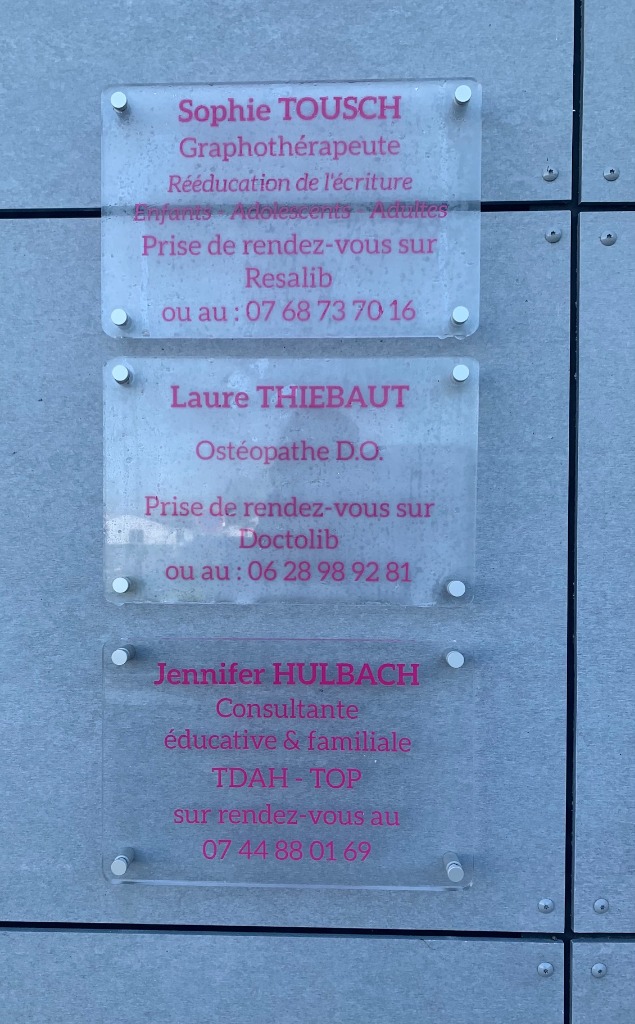 Sophie TOUSCH
Graphothérapeute
Rééducation de l'écriture
Enfants - Adolescents - Adultes
Prise de rendez-vous sur
Resalib
ou au : 07 68 73 70 16
Laure THIEBAUT
Ostéopathe D.O.
Prise de rendez-vous sur
Doctolib
ou au : 06 28 98 92 81
Jennifer HULBACH
Consultante
éducative & familiale
TDAH - TOP
sur rendez-vous au
07 44 88 01 69